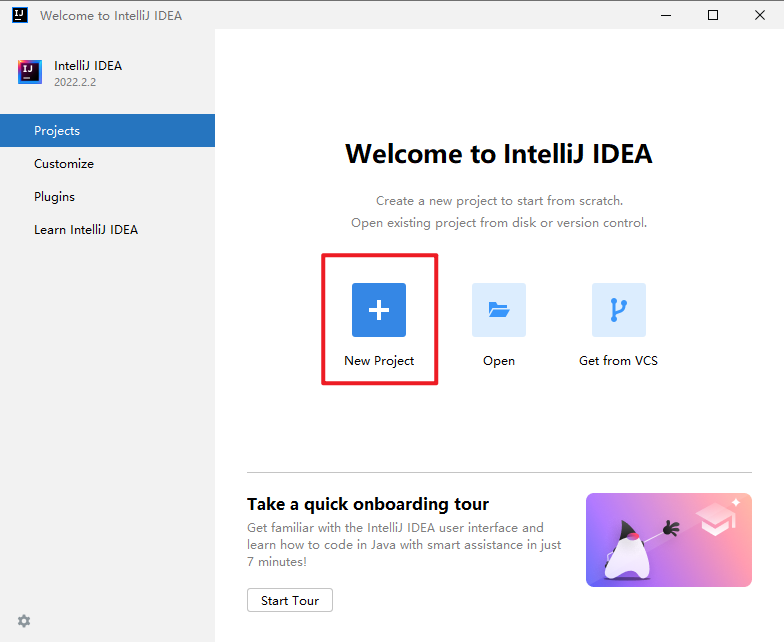 Welcome to IntelliJ IDEA
IntelliJ IDEA
2022.2.2
Projects
Customize
Plugins
Learn IntelliJ IDEA
Welcome to IntelliJ IDEA
Create a new project to start from scratch.
Open existing project from disk or version control.
New Project
Open
Get from VCS
Take a quick onboarding tour
Get familiar with the IntelliJ IDEA user interface and
learn how to code in Java with smart assistance in just
7 minutes!
Start Tour